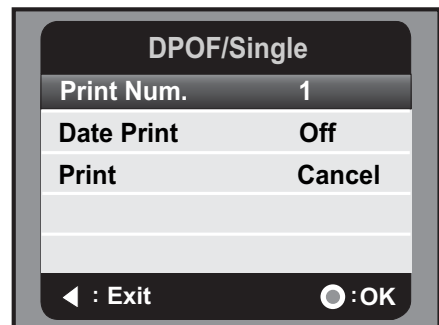 DPOF/Single
Print Num. 1
Date Print Off
Print Cancel
: Exit :OK